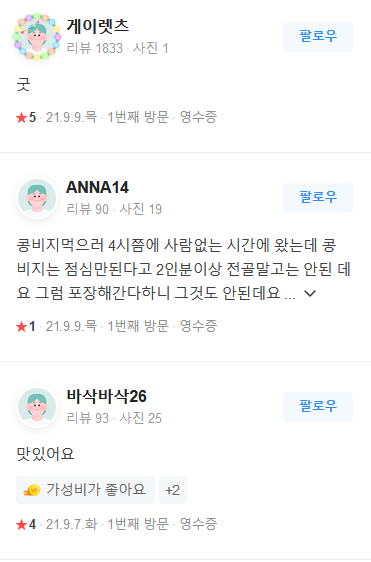 게이렛츠
리뷰 1833 · 사진 1
팔로우
굿
★5 · 21.9.9.목 · 1번째 방문 · 영수증
ANNA14
리뷰 90 · 사진 19
팔로우
콩비지먹으러 4시쯤에 사람없는 시간에 왔는데 콩
비지는 점심만된다고 2인분이상 전골말고는 안된 데
요 그럼 포장해간다하니 그것도 안된데요 ...
★1 · 21.9.9.목 · 1번째 방문 · 영수증
바삭바삭26
리뷰 93 · 사진 25
팔로우
맛있어요
가성비가 좋아요 +2
★4 · 21.9.7.화 · 1번째 방문 · 영수증